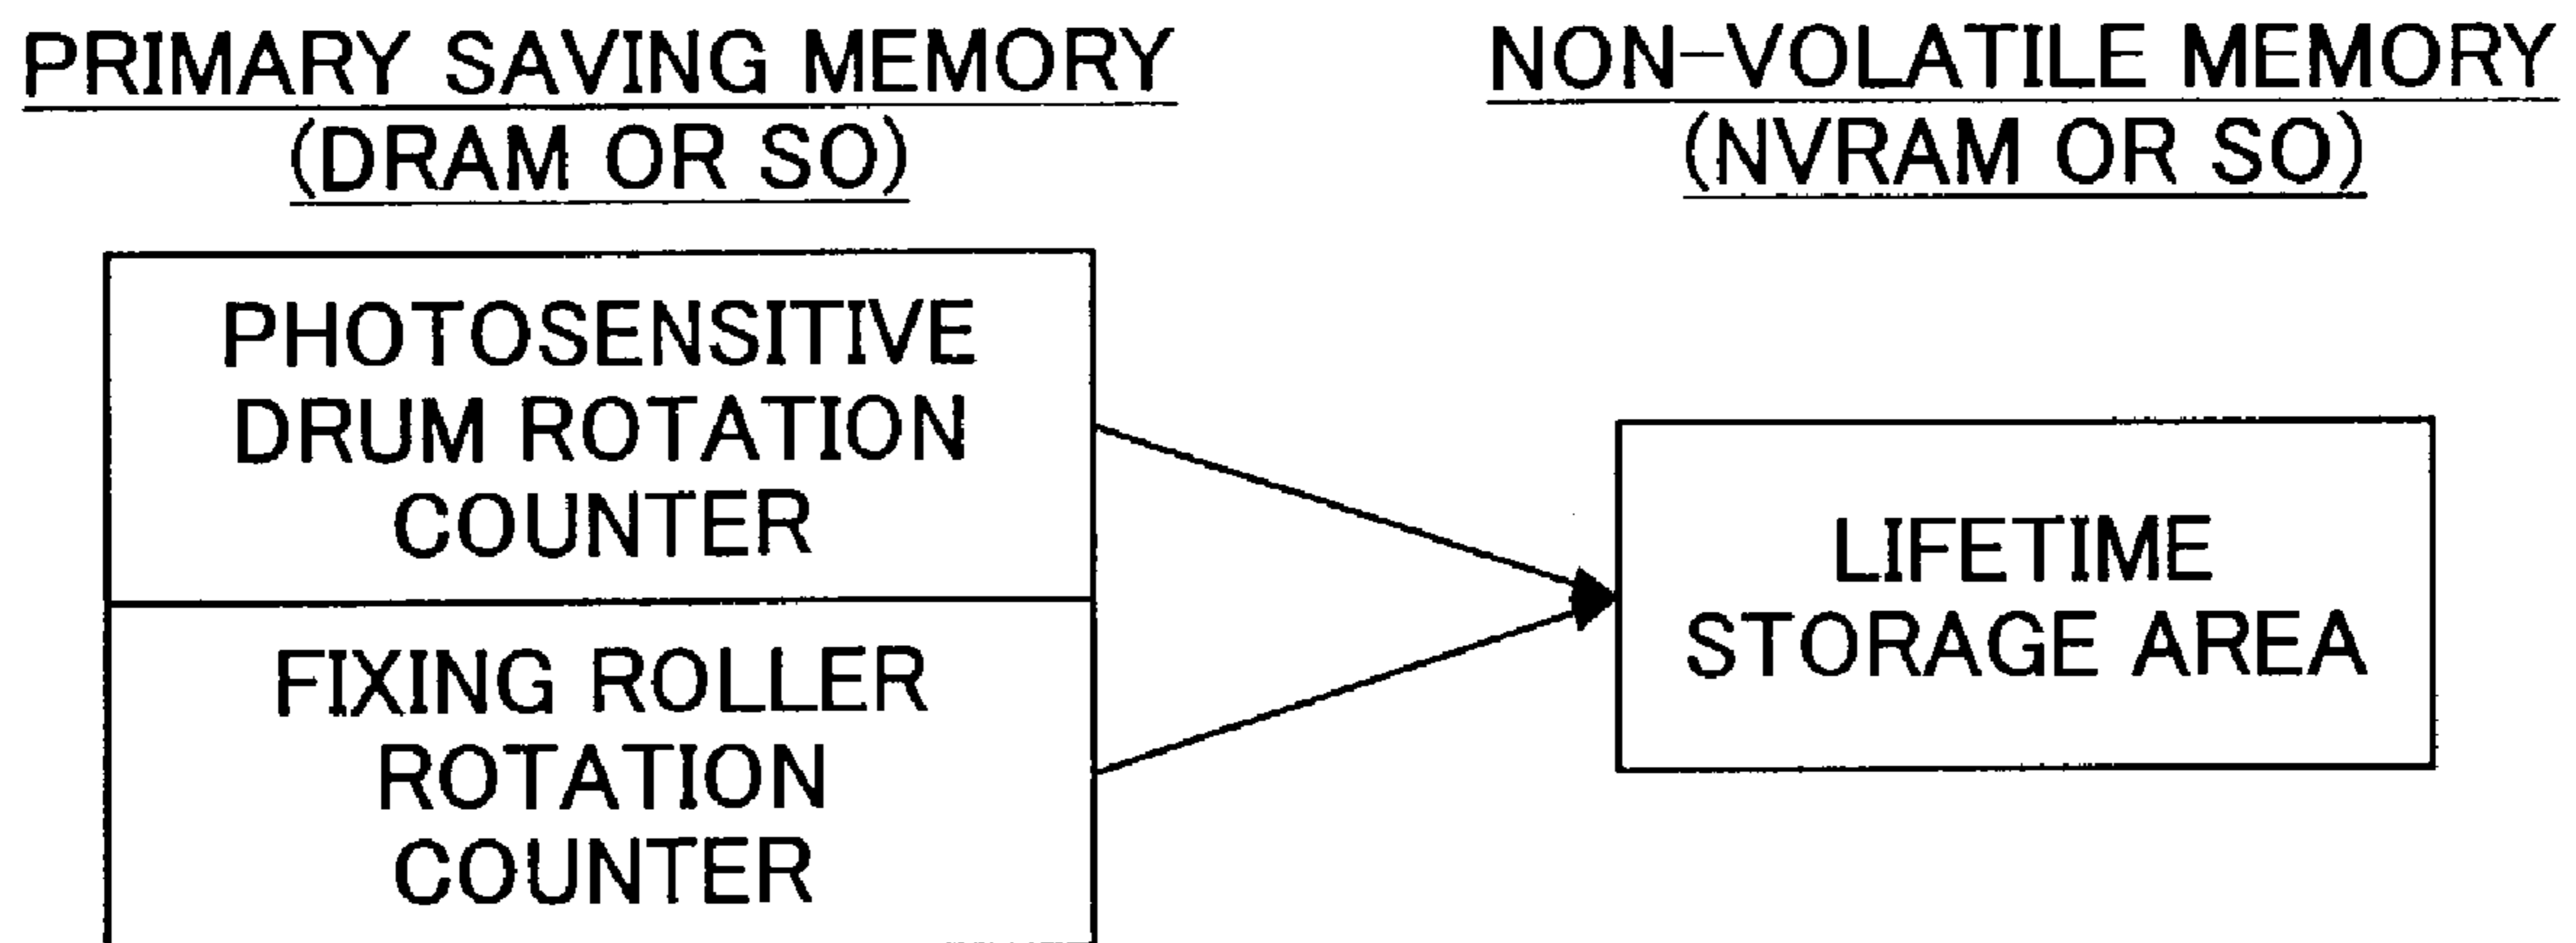 PRIMARY SAVING MEMORY
(DRAM OR SO)
NON-VOLATILE MEMORY
(NVRAM OR SO)
PHOTOSENSITIVE
DRUM ROTATION
COUNTER
FIXING ROLLER
ROTATION
COUNTER
LIFETIME
STORAGE AREA